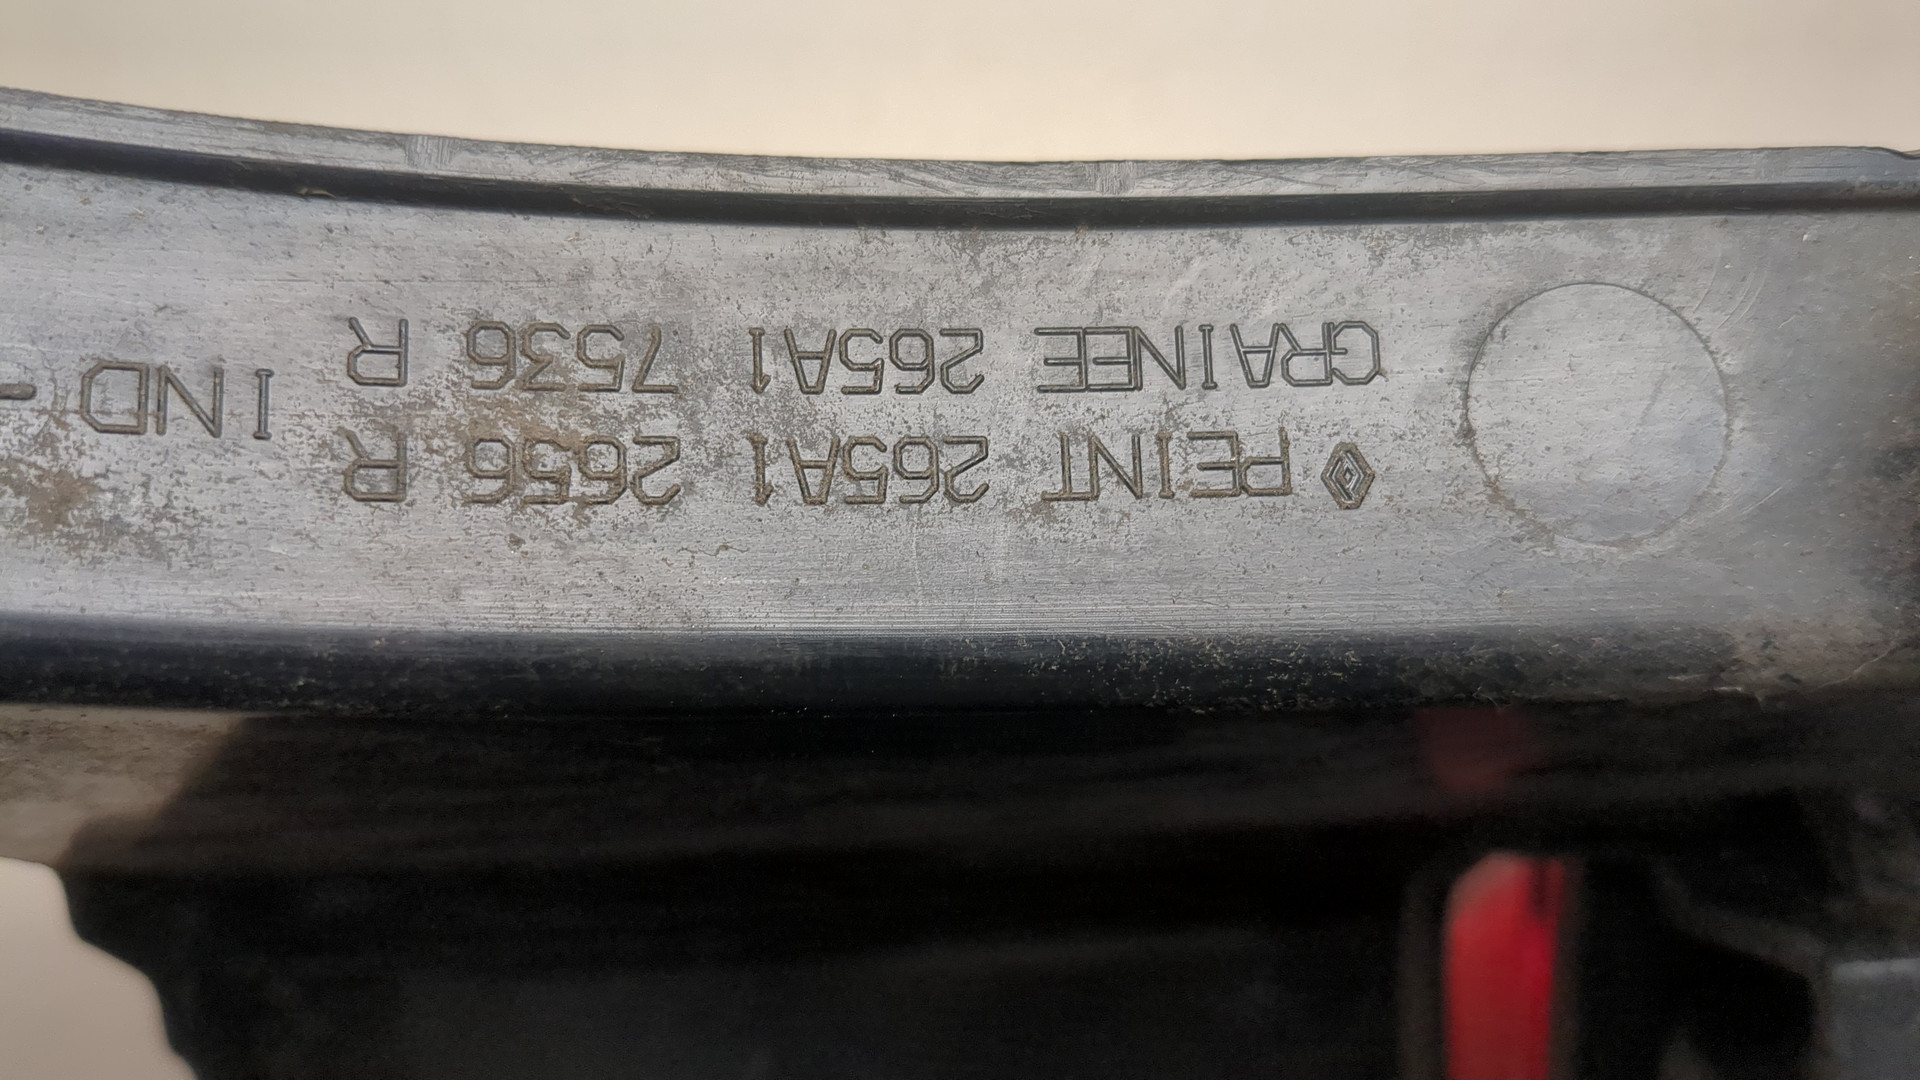 PEINT 265A1 2656 R
GRAINEE 265A1 7536 R
IND -